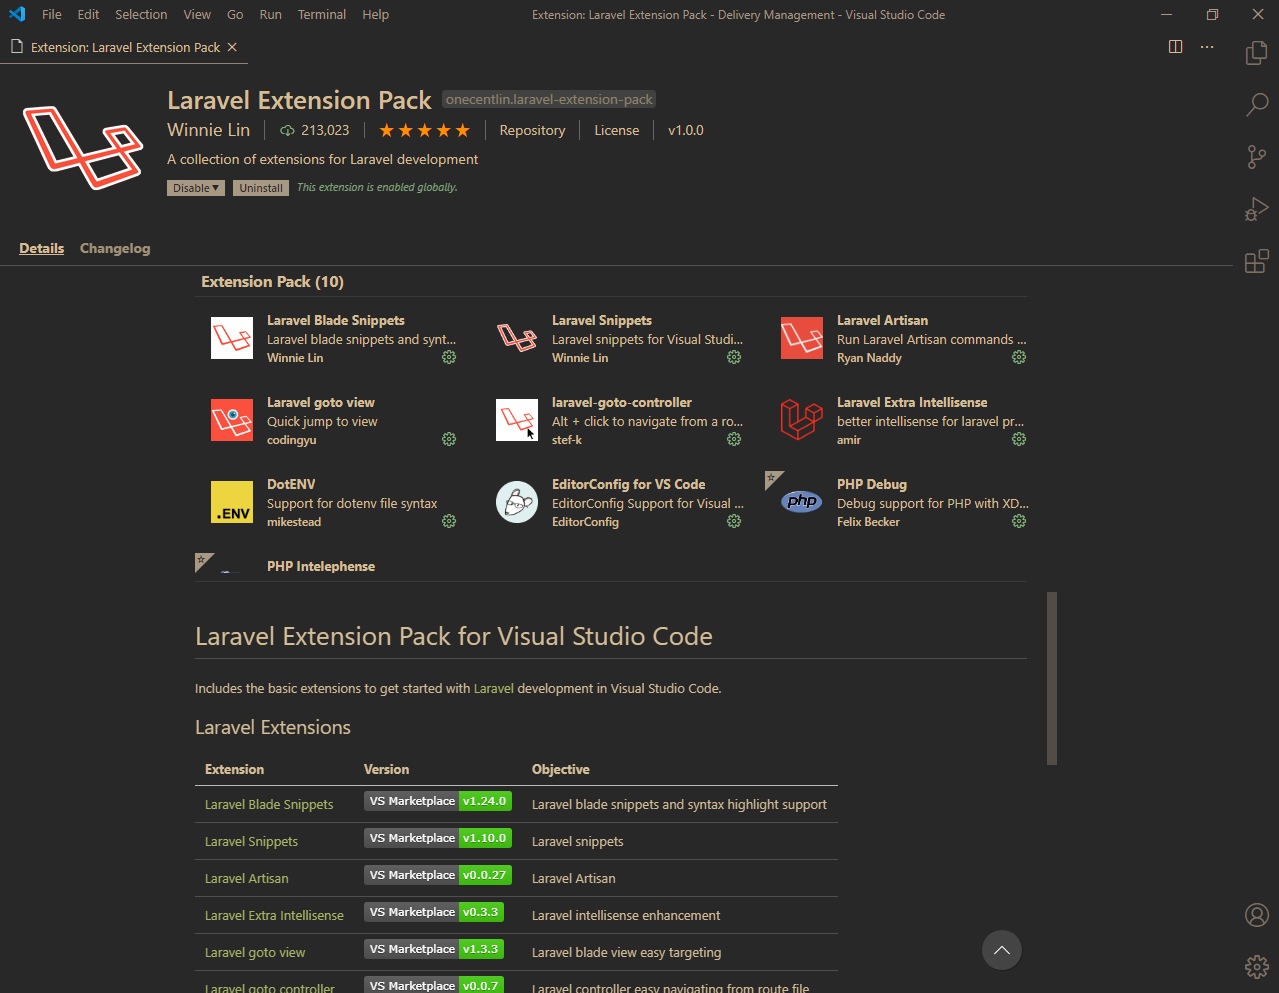 File Edit Selection View Go Run Terminal Help Extension: Laravel Extension Pack - Delivery Management - Visual Studio Code
Extension: Laravel Extension Pack
Laravel Extension Pack onecentlin.laravel-extension-pack
Winnie Lin 213,023 Repository License v1.0.0
A collection of extensions for Laravel development
Disable Uninstall This extension is enabled globally.
Details Changelog
Extension Pack (10)
Laravel Blade Snippets
Laravel blade snippets and synt...
Winnie Lin
Laravel Snippets
Laravel snippets for Visual Studi...
Winnie Lin
Laravel Artisan
Run Laravel Artisan commands ...
Ryan Naddy
Laravel goto view
Quick jump to view
codingyu
laravel-goto-controller
Alt + click to navigate from a ro...
stef-k
Laravel Extra Intellisense
better intellisense for laravel pr...
amir
.ENV
DotENV
Support for dotenv file syntax
mikestead
EditorConfig for VS Code
EditorConfig Support for Visual ...
EditorConfig
php
PHP Debug
Debug support for PHP with XD...
Felix Becker
PHP Intelephense
Laravel Extension Pack for Visual Studio Code
Includes the basic extensions to get started with Laravel development in Visual Studio Code.
Laravel Extensions
Extension Version Objective
Laravel Blade Snippets VS Marketplace v1.24.0 Laravel blade snippets and syntax highlight support
Laravel Snippets VS Marketplace v1.10.0 Laravel snippets
Laravel Artisan VS Marketplace v0.0.27 Laravel Artisan
Laravel Extra Intellisense VS Marketplace v0.3.3 Laravel intellisense enhancement
Laravel goto view VS Marketplace v1.3.3 Laravel blade view easy targeting
Laravel goto controller VS Marketplace v0.0.7 Laravel controller easy navigating from route file